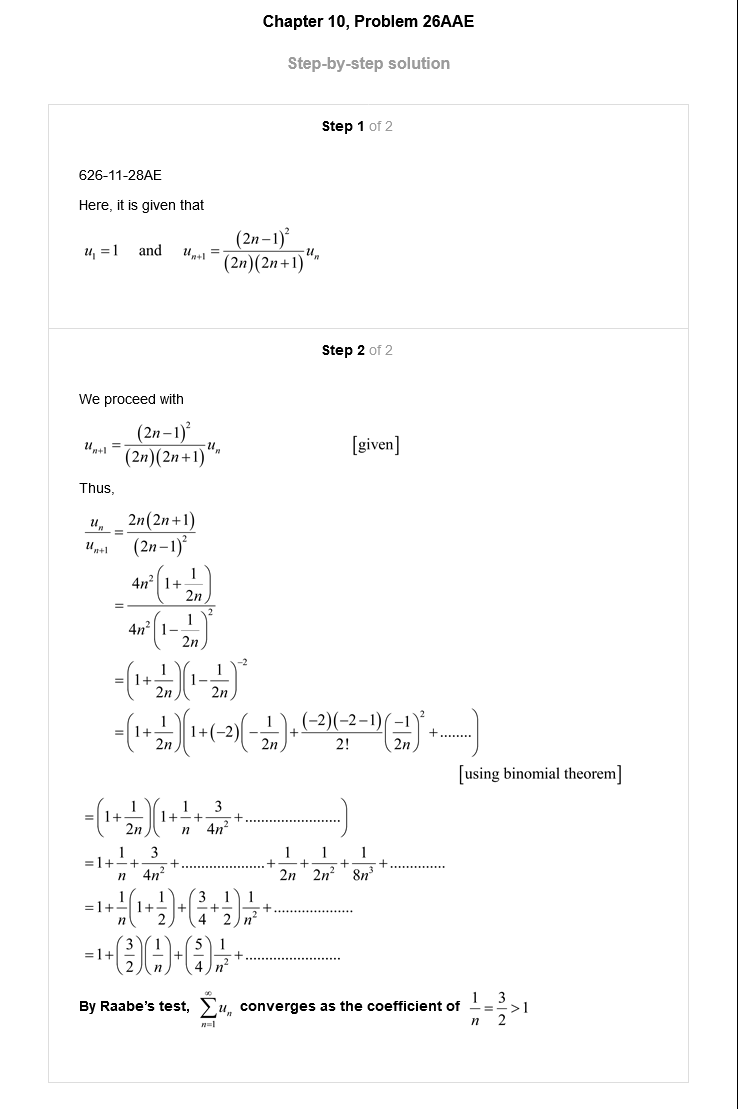 Chapter 10, Problem 26AAE
Step-by-step solution
Step 1 of 2
626-11-28AE
Here, it is given that
u_1 = 1 and u_{n+1} = \frac{(2n-1)^2}{(2n)(2n+1)} u_n
Step 2 of 2
We proceed with
u_{n+1} = \frac{(2n-1)^2}{(2n)(2n+1)} u_n [given]
Thus,
\frac{u_n}{u_{n+1}} = \frac{2n(2n+1)}{(2n-1)^2}
= \frac{4n^2\left(1+\frac{1}{2n}\right)}{4n^2\left(1-\frac{1}{2n}\right)^2}
= \left(1+\frac{1}{2n}\right)\left(1-\frac{1}{2n}\right)^{-2}
= \left(1+\frac{1}{2n}\right)\left(1+(-2)\left(-\frac{1}{2n}\right)+\frac{(-2)(-2-1)}{2!}\left(\frac{-1}{2n}\right)^2+........\right)
[using binomial theorem]
= \left(1+\frac{1}{2n}\right)\left(1+\frac{1}{n}+\frac{3}{4n^2}+........................\right)
= 1+\frac{1}{n}+\frac{3}{4n^2}+.....................+\frac{1}{2n}+\frac{1}{2n^2}+\frac{1}{8n^3}+..............
= 1+\frac{1}{n}\left(1+\frac{1}{2}\right)+\left(\frac{3}{4}+\frac{1}{2}\right)\frac{1}{n^2}+....................
= 1+\left(\frac{3}{2}\right)\left(\frac{1}{n}\right)+\left(\frac{5}{4}\right)\frac{1}{n^2}+........................
By Raabe's test, \sum_{n=1}^{\infty} u_n converges as the coefficient of \frac{1}{n} = \frac{3}{2} > 1